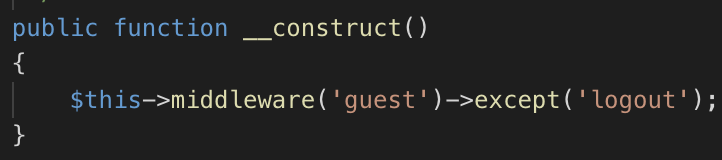 public function __construct()
{
    $this->middleware('guest')->except('logout');
}